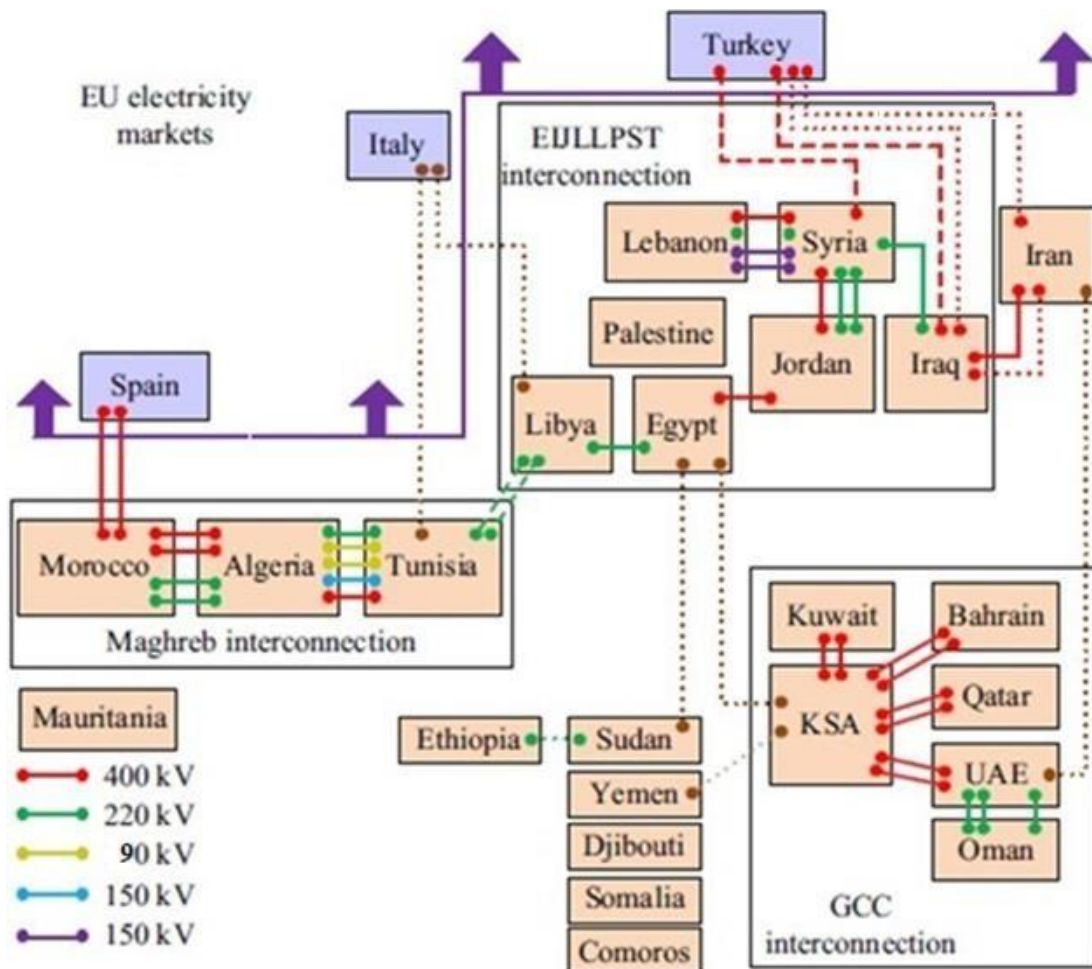 Turkey
EU electricity
markets
Italy
EIJLLPST
interconnection
Lebanon
Syria
Iran
Palestine
Jordan
Iraq
Spain
Libya
Egypt
Morocco
Algeria
Tunisia
Maghreb interconnection
Kuwait
Bahrain
Mauritania
KSA
Qatar
Ethiopia
Sudan
400 kV
UAE
220 kV
Yemen
90 kV
Djibouti
Oman
150 kV
Somalia
GCC
interconnection
150 kV
Comoros